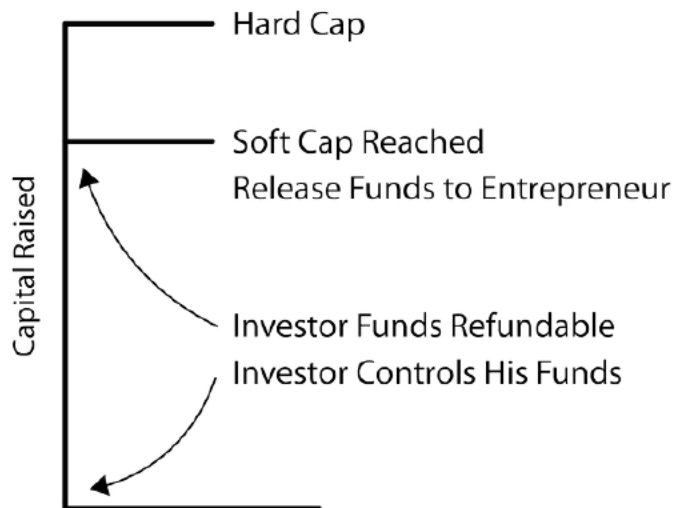 Hard Cap
Soft Cap Reached
Release Funds to Entrepreneur
Capital Raised
Investor Funds Refundable
Investor Controls His Funds